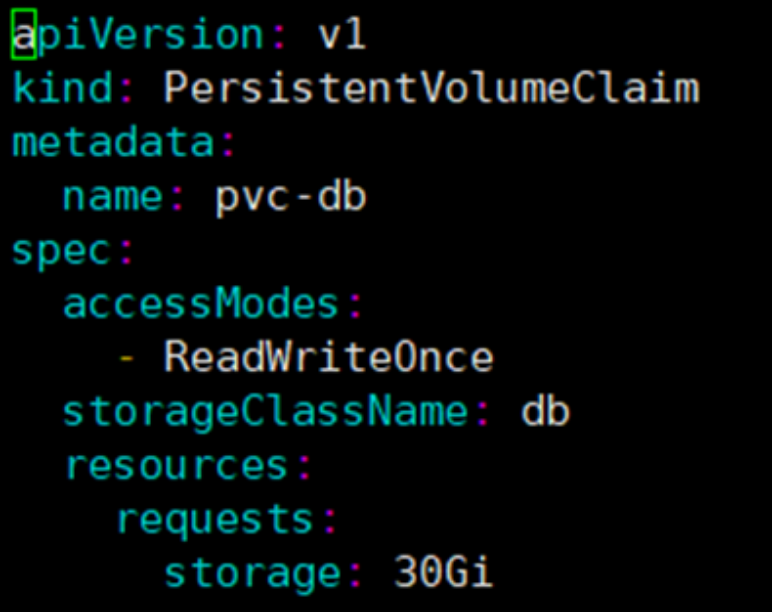 apiVersion: v1
kind: PersistentVolumeClaim
metadata:
  name: pvc-db
spec:
  accessModes:
    - ReadWriteOnce
  storageClassName: db
  resources:
    requests:
      storage: 30Gi